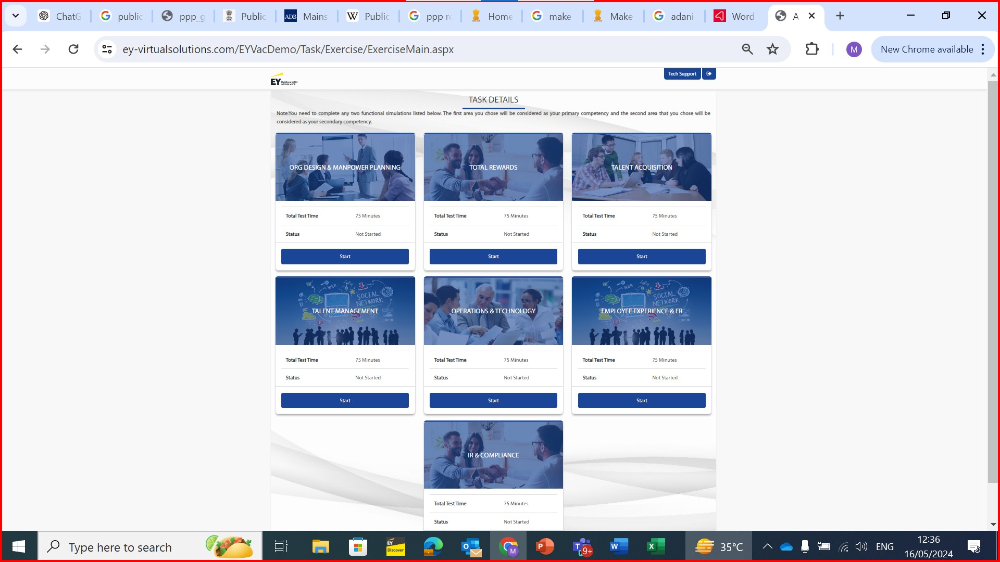 ChatG
public
ppp_g
Public
ADB
Mains
W
Public
ppp ro
Home
make
Make
adani
Word
A
ey-virtualsolutions.com/EYVacDemo/Task/Exercise/ExerciseMain.aspx
M
New Chrome available
EY
Building a better
working world
Tech Support
TASK DETAILS
Note:You need to complete any two functional simulations listed below. The first area you chose will be considered as your primary competency and the second area that you chose will be
considered as your secondary competency.
ORG DESIGN & MANPOWER PLANNING
TOTAL REWARDS
TALENT ACQUISITION
Total Test Time 75 Minutes
Total Test Time 75 Minutes
Total Test Time 75 Minutes
Status Not Started
Status Not Started
Status Not Started
Start
Start
Start
WEB
SOCIAL
NETWORK
TALENT MANAGEMENT
OPERATIONS & TECHNOLOGY
WEB
SOCIAL
NETWORK
EMPLOYEE EXPERIENCE & ER
Total Test Time 75 Minutes
Total Test Time 75 Minutes
Total Test Time 75 Minutes
Status Not Started
Status Not Started
Status Not Started
Start
Start
Start
IR & COMPLIANCE
Total Test Time 75 Minutes
Status Not Started
Type here to search
EY
Discover
M
9+
35°C
ENG
12:36
16/05/2024